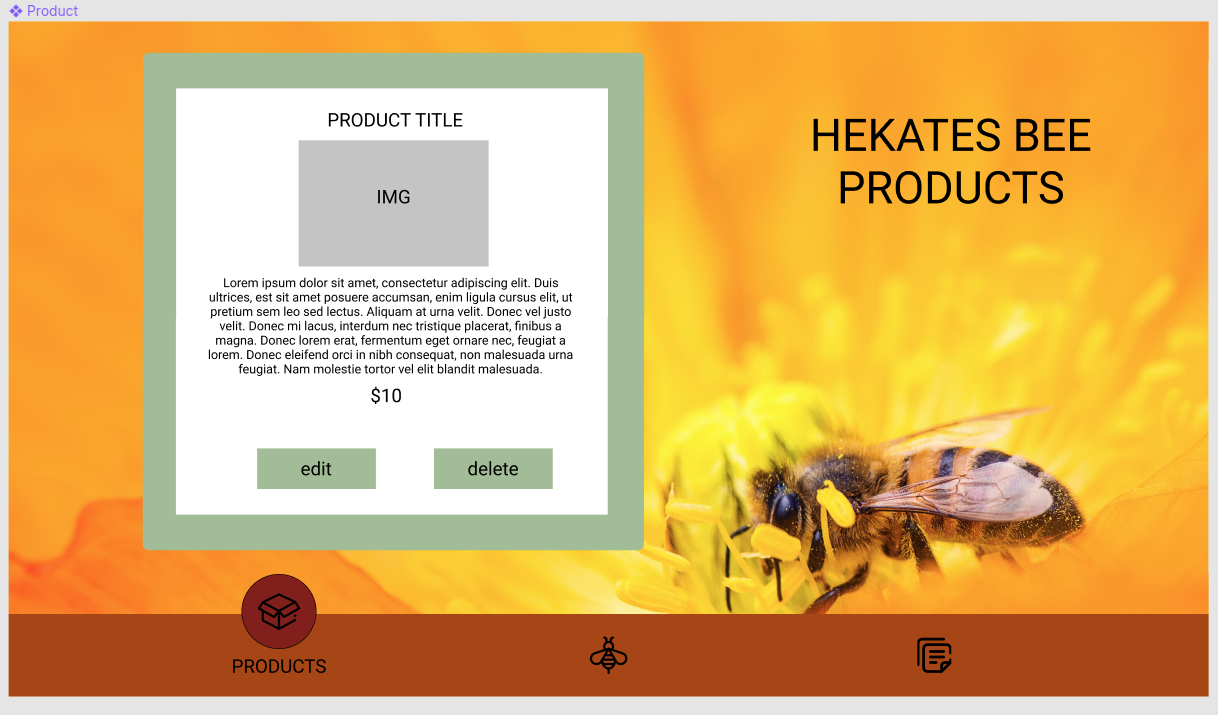 Product
PRODUCT TITLE
IMG
Lorem ipsum dolor sit amet, consectetur adipiscing elit. Duis
ultrices, est sit amet posuere accumsan, enim ligula cursus elit, ut
pretium sem leo sed lectus. Aliquam at urna velit. Donec vel justo
velit. Donec mi lacus, interdum nec tristique placerat, finibus a
magna. Donec lorem erat, fermentum eget ornare nec, feugiat a
lorem. Donec eleifend orci in nibh consequat, non malesuada urna
feugiat. Nam molestie tortor vel elit blandit malesuada.
$10
edit
delete
HEKATES BEE
PRODUCTS
PRODUCTS